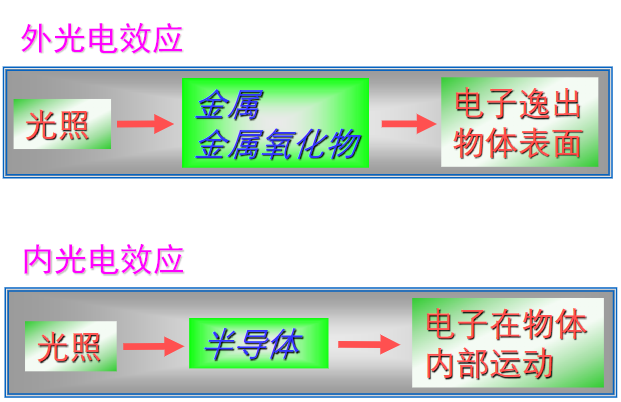 外光电效应
光照
金属
金属氧化物
电子逸出
物体表面
内光电效应
光照
半导体
电子在物体
内部运动